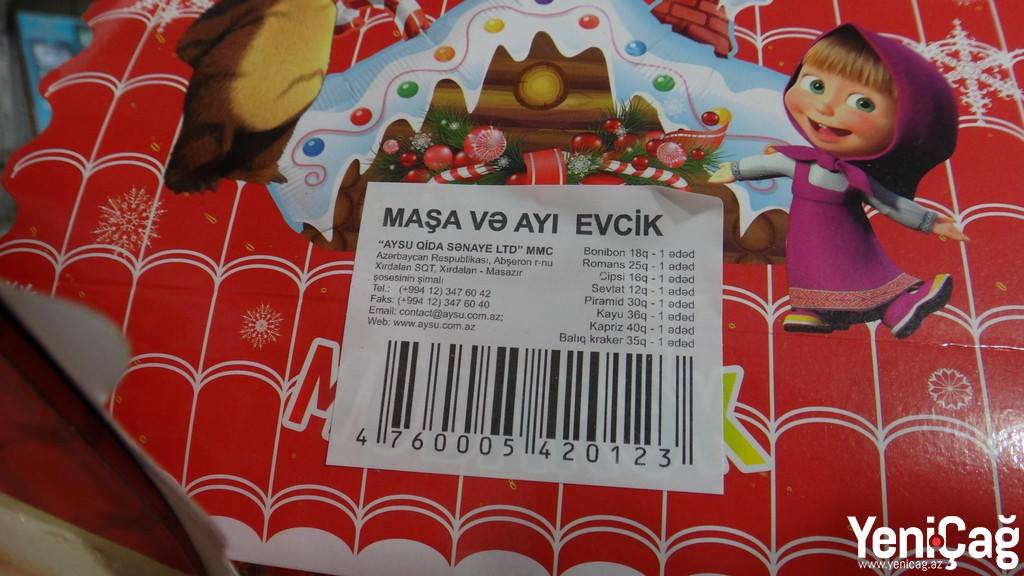 MAŞA VƏ AYI EVCİK
"AYSU QİDA SƏNAYE LTD" MMC
Azərbaycan Respublikası, Abşeron r-nu
Xırdalan SQT, Xırdalan - Masazır
şosesinin şimalı
Tel.: (+994 12) 347 60 42
Faks: (+994 12) 347 60 40
Email: contact@aysu.com.az;
Web: www.aysu.com.az
Bonibon 18q - 1 ədəd
Romans 25q - 1 ədəd
Çipsi 16q - 1 ədəd
Sevtat 12q - 1 ədəd
Piramid 30q - 1 ədəd
Kayu 36q - 1 ədəd
Kapriz 40q - 1 ədəd
Balıq kraker 35q - 1 ədəd
4 760005 420123
YeniÇağ
www.yenicag.az